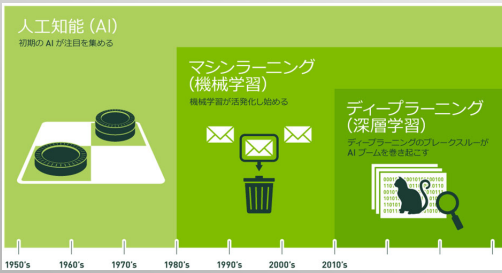 人工知能 (AI)
初期の AI が注目を集める
マシンラーニング
(機械学習)
機械学習が活発化し始める
ディープラーニング
(深層学習)
ディープラーニングのブレークスルーが
AI ブームを巻き起こす
1950's 1960's 1970's 1980's 1990's 2000's 2010's